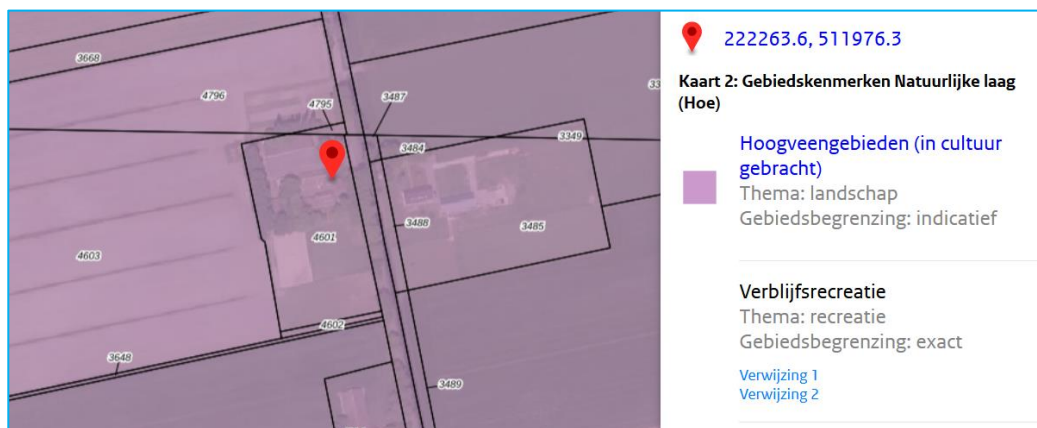 222263.6, 511976.3
Kaart 2: Gebiedskenmerken Natuurlijke laag
(Hoe)
Hoogveengebieden (in cultuur
gebracht)
Thema: landschap
Gebiedsbegrenzing: indicatief
Verblijfsrecreatie
Thema: recreatie
Gebiedsbegrenzing: exact
Verwijzing 1
Verwijzing 2
3668
33
4796
4795
3487
3484
3349
4601
3488
3485
4603
4602
3648
3489